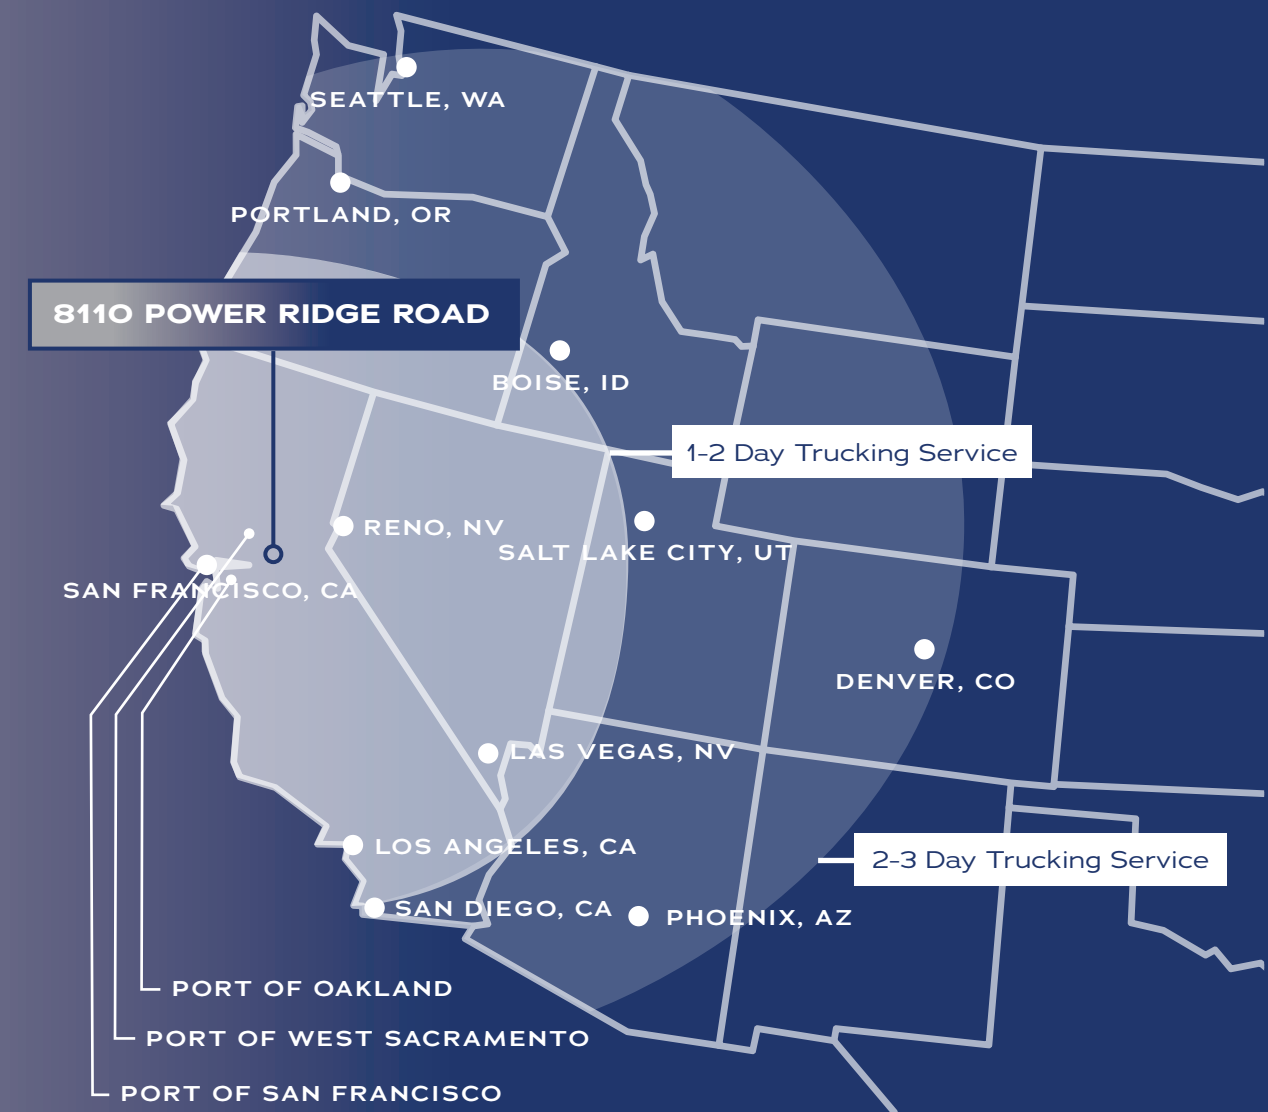 SEATTLE, WA
PORTLAND, OR
8110 POWER RIDGE ROAD
BOISE, ID
1-2 Day Trucking Service
RENO, NV
SALT LAKE CITY, UT
SAN FRANCISCO, CA
DENVER, CO
LAS VEGAS, NV
LOS ANGELES, CA
2-3 Day Trucking Service
SAN DIEGO, CA
PHOENIX, AZ
PORT OF OAKLAND
PORT OF WEST SACRAMENTO
PORT OF SAN FRANCISCO